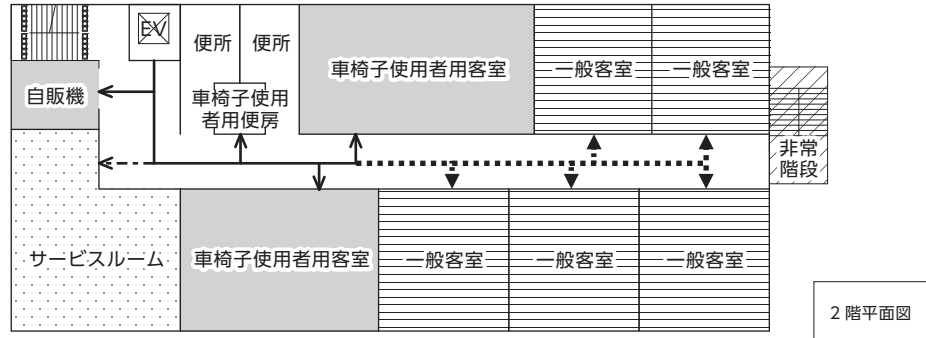 EV
便所
便所
車椅子使用者用客室
一般客室
一般客室
自販機
車椅子使用
者用便房
非常
階段
サービスルーム
車椅子使用者用客室
一般客室
一般客室
一般客室
2階平面図